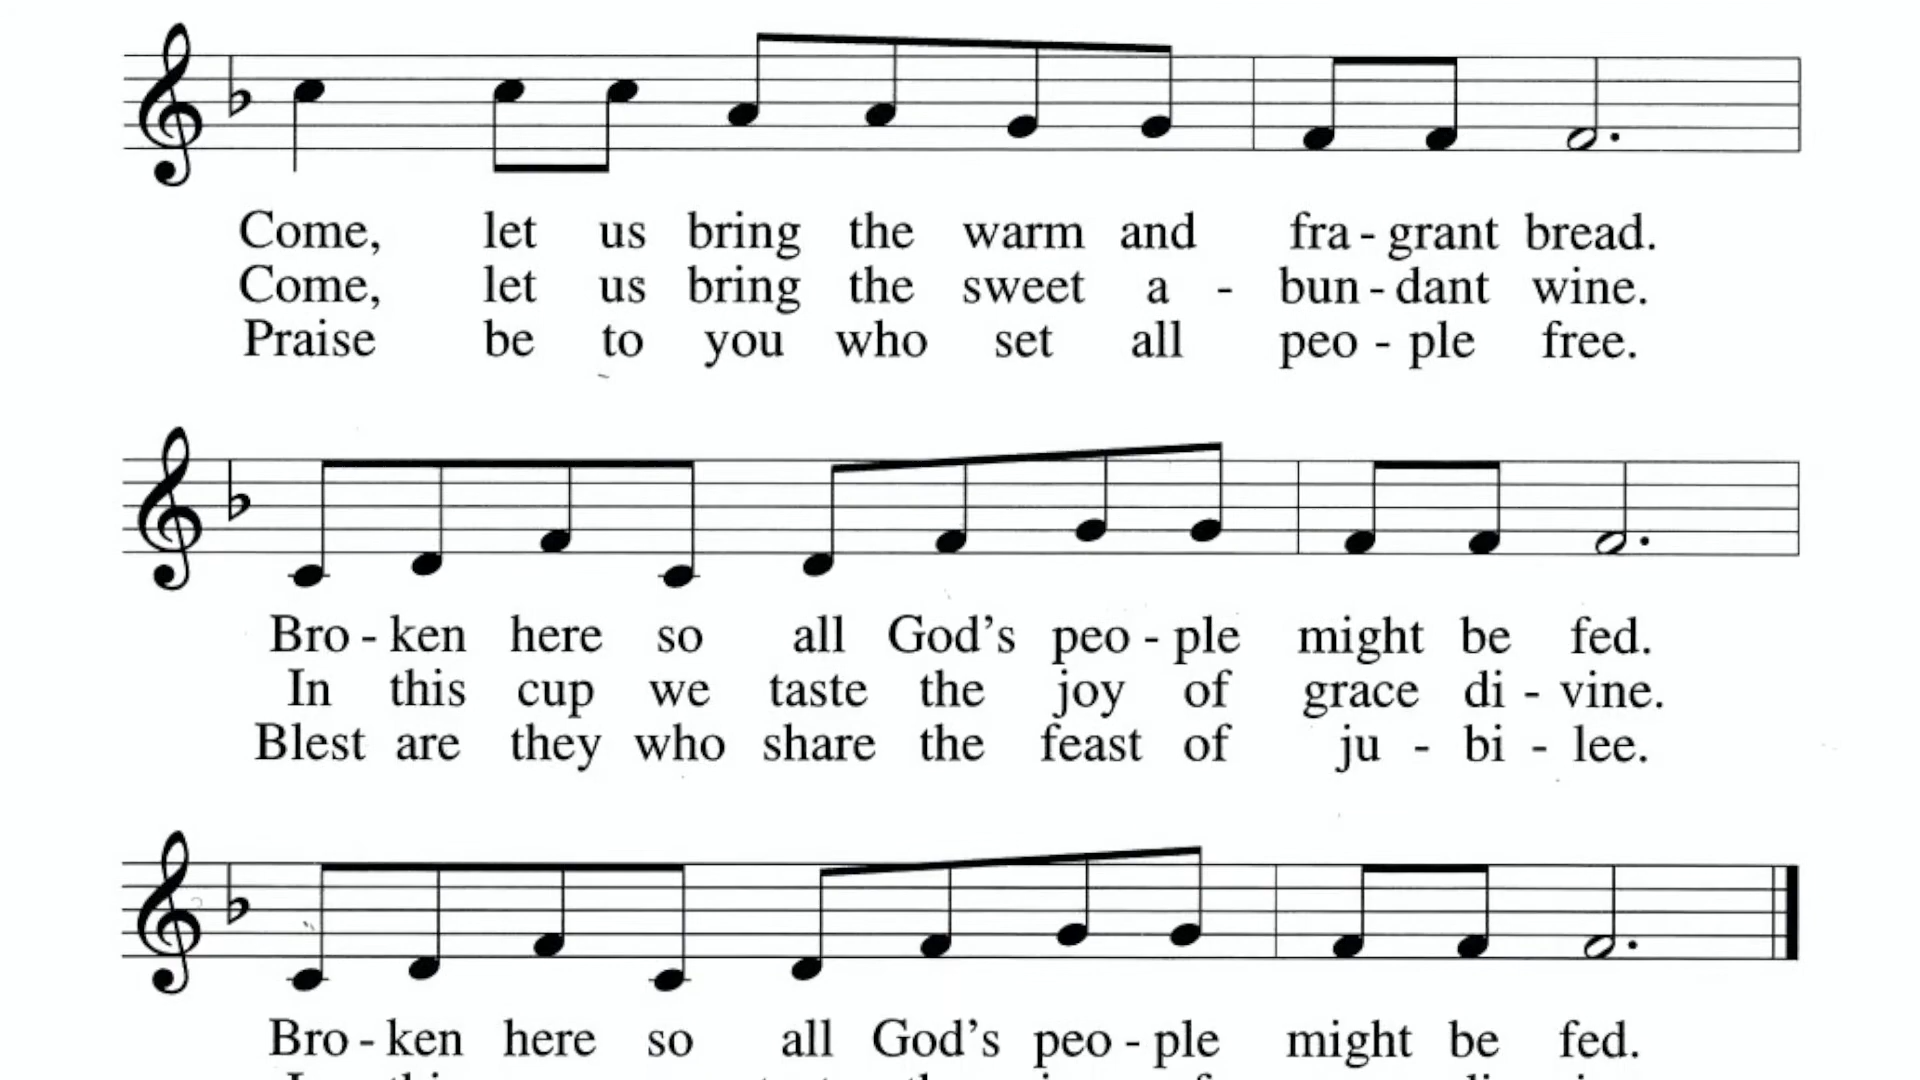 Come, let us bring the warm and fra - grant bread.
Come, let us bring the sweet a - bun - dant wine.
Praise be to you who set all peo - ple free.
Bro - ken here so all God's peo - ple might be fed.
In this cup we taste the joy of grace di - vine.
Blest are they who share the feast of ju - bi - lee.
Bro - ken here so all God's peo - ple might be fed.